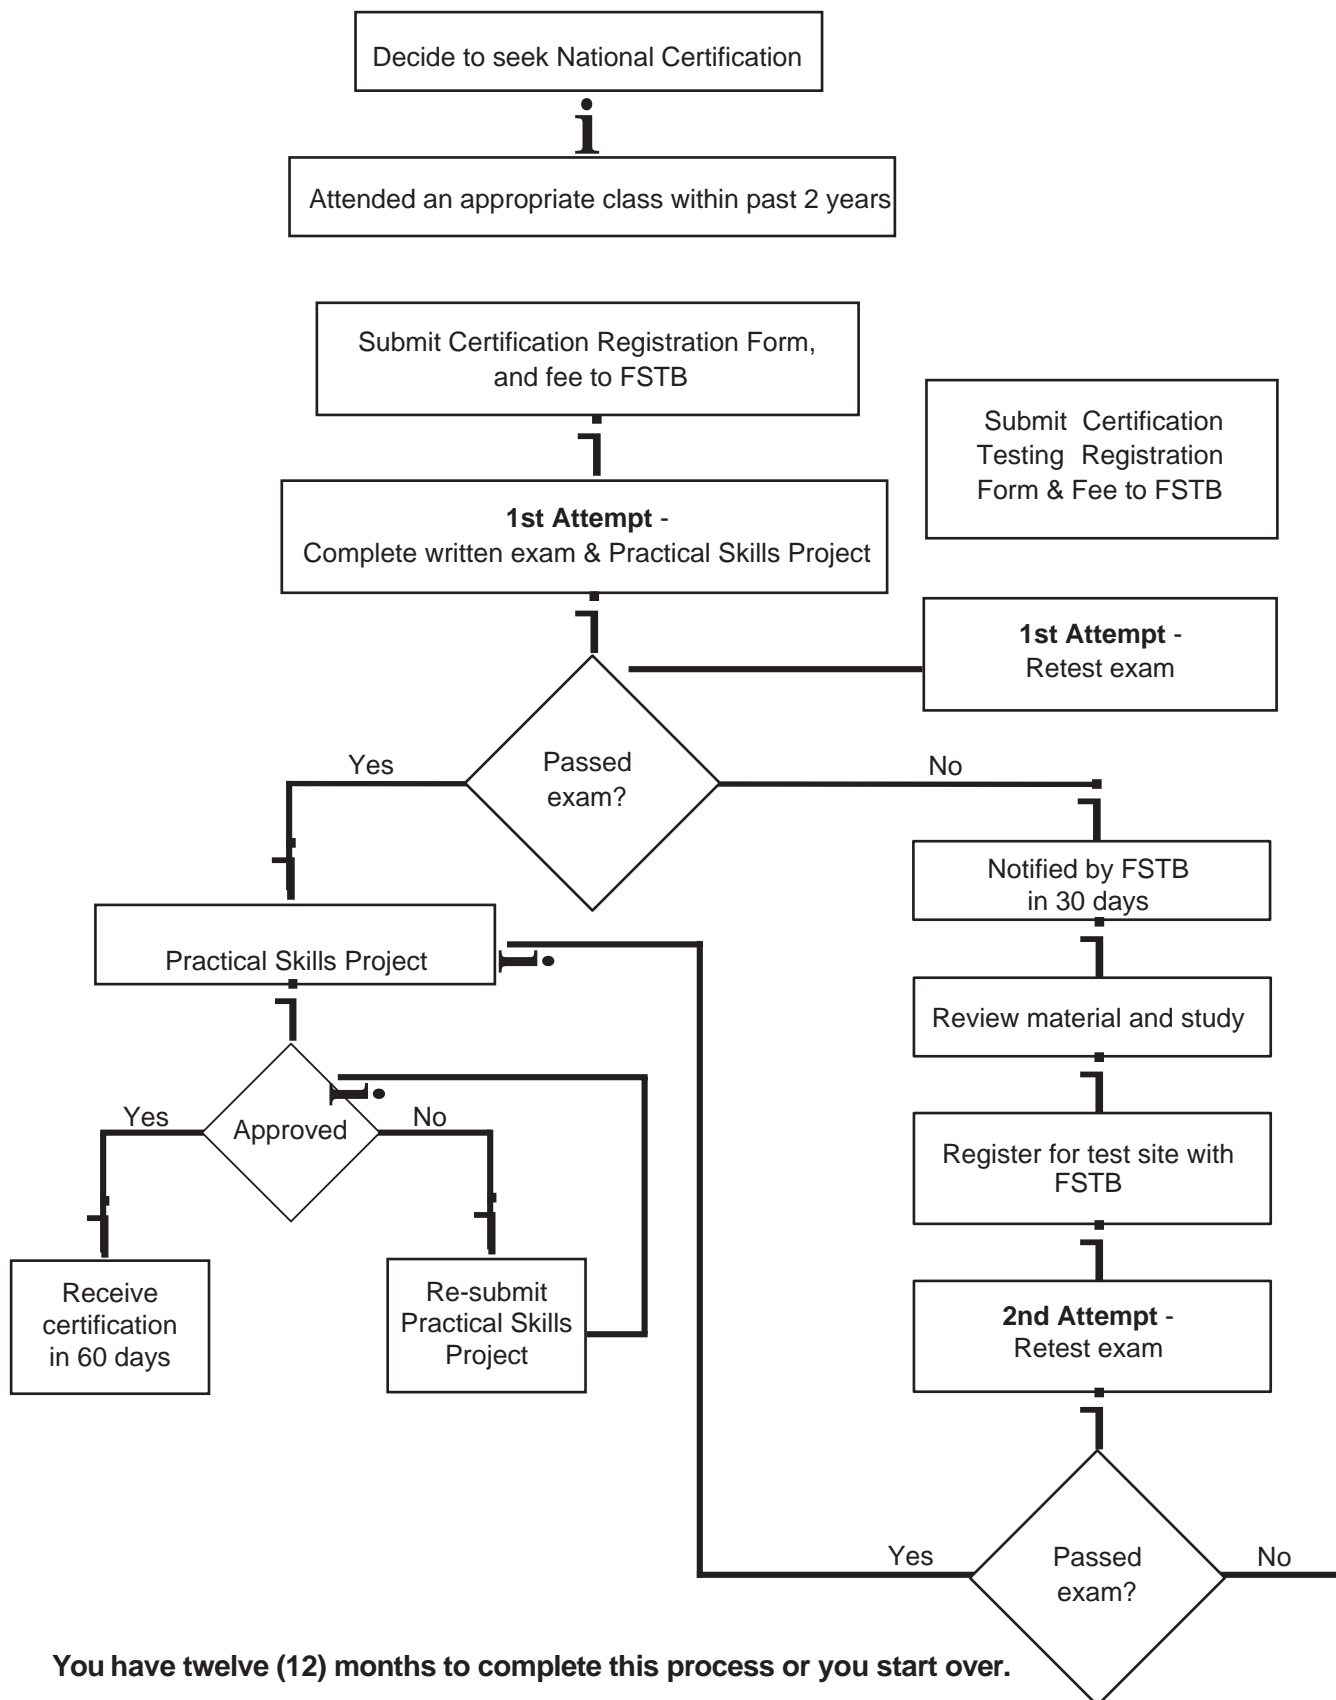 Decide to seek National Certification
Attended an appropriate class within past 2 years
Submit Certification Registration Form,
and fee to FSTB
Submit Certification
Testing Registration
Form & Fee to FSTB
1st Attempt -
Complete written exam & Practical Skills Project
1st Attempt -
Retest exam
Yes
Passed
exam?
No
Notified by FSTB
in 30 days
Practical Skills Project
Review material and study
Yes
Approved
No
Register for test site with
FSTB
Receive
certification
in 60 days
Re-submit
Practical Skills
Project
2nd Attempt -
Retest exam
Yes
Passed
exam?
No
You have twelve (12) months to complete this process or you start over.